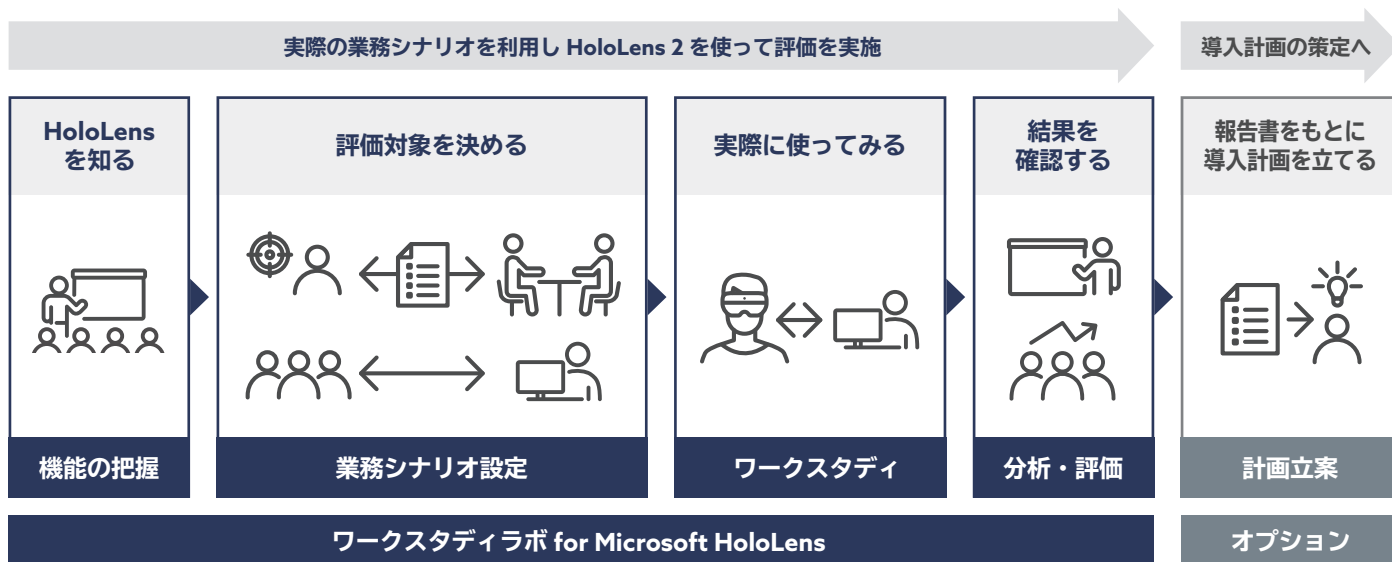 実際の業務シナリオを利用し HoloLens 2 を使って評価を実施
導入計画の策定へ
HoloLens
を知る
評価対象を決める
実際に使ってみる
結果を
確認する
報告書をもとに
導入計画を立てる
機能の把握
業務シナリオ設定
ワークスタディ
分析・評価
計画立案
ワークスタディラボ for Microsoft HoloLens
オプション